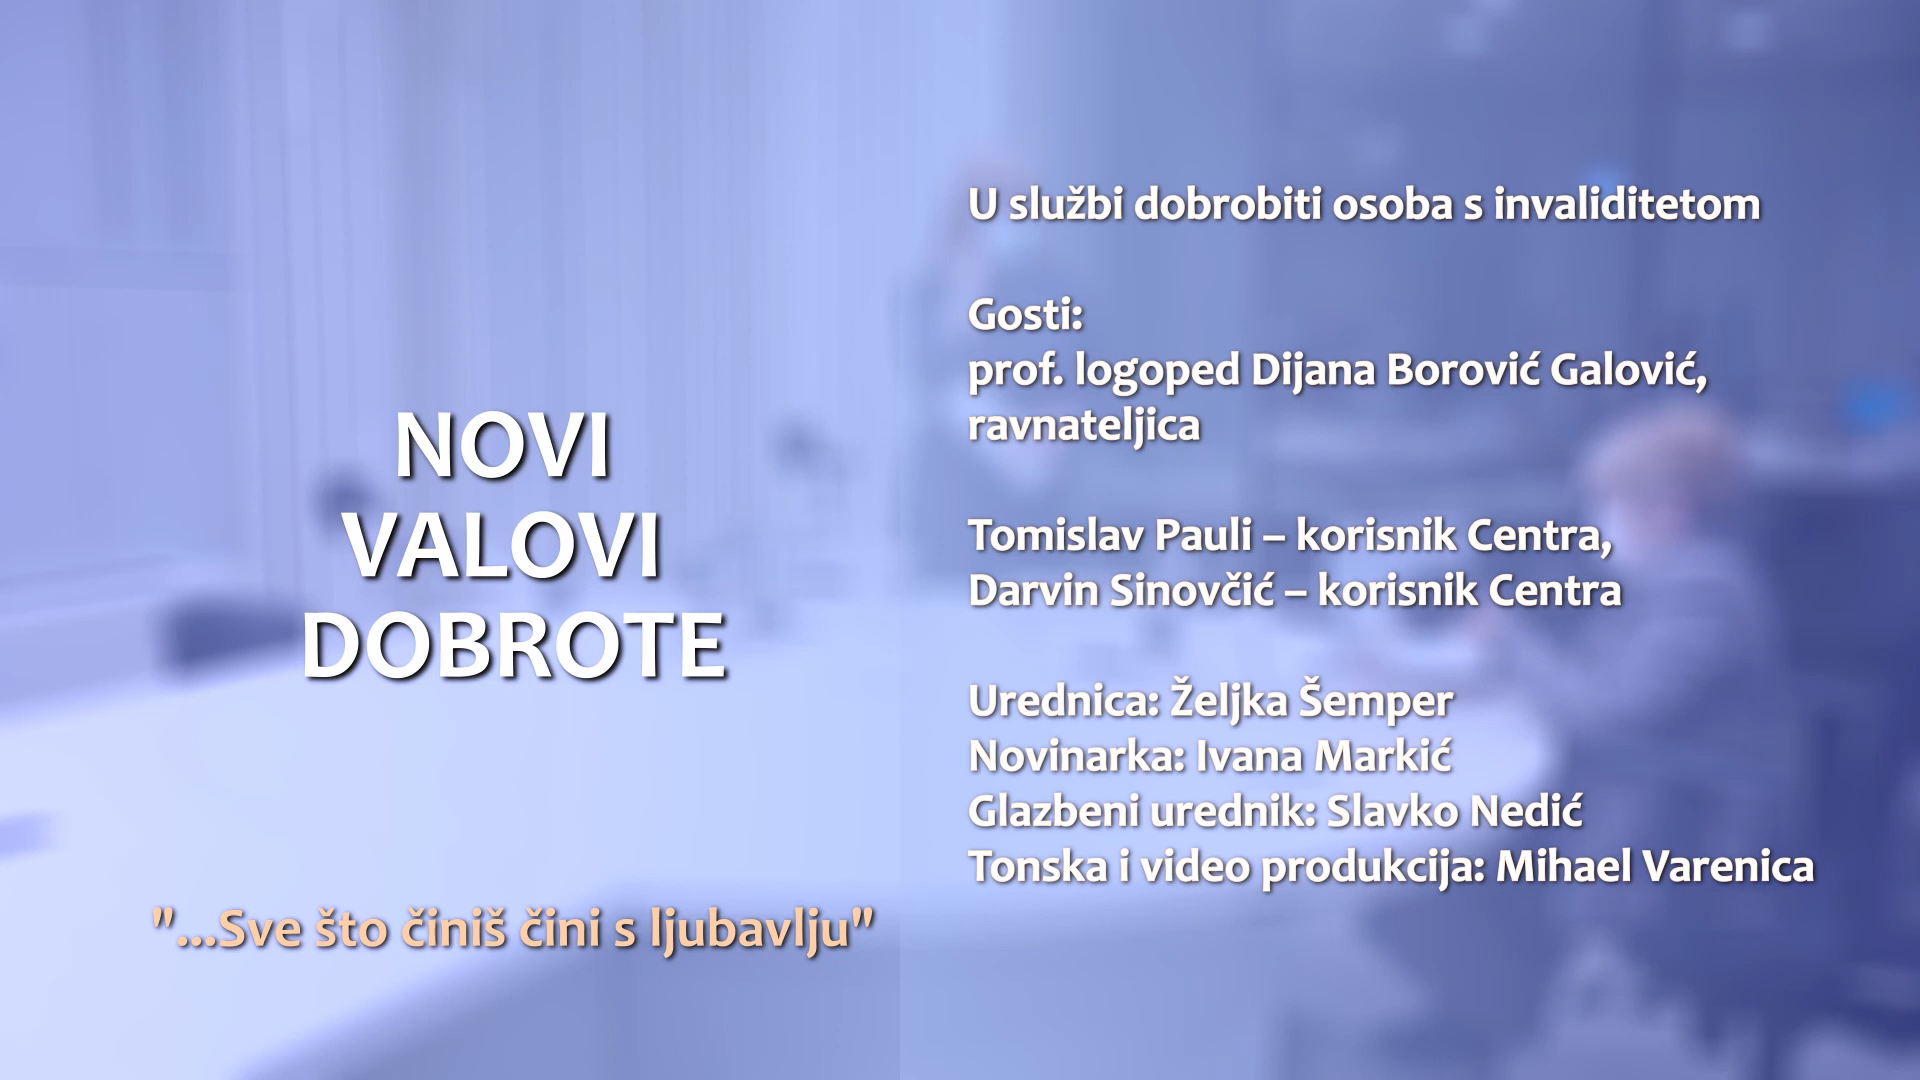 NOVI
VALOVI
DOBROTE
"...Sve što činiš čini s ljubavlju"
U službi dobrobiti osoba s invaliditetom
Gosti:
prof. logoped Dijana Borović Galović,
ravnateljica
Tomislav Pauli – korisnik Centra,
Darvin Sinovčić – korisnik Centra
Urednica: Željka Šemper
Novinarka: Ivana Markić
Glazbeni urednik: Slavko Nedić
Tonska i video produkcija: Mihael Varenica